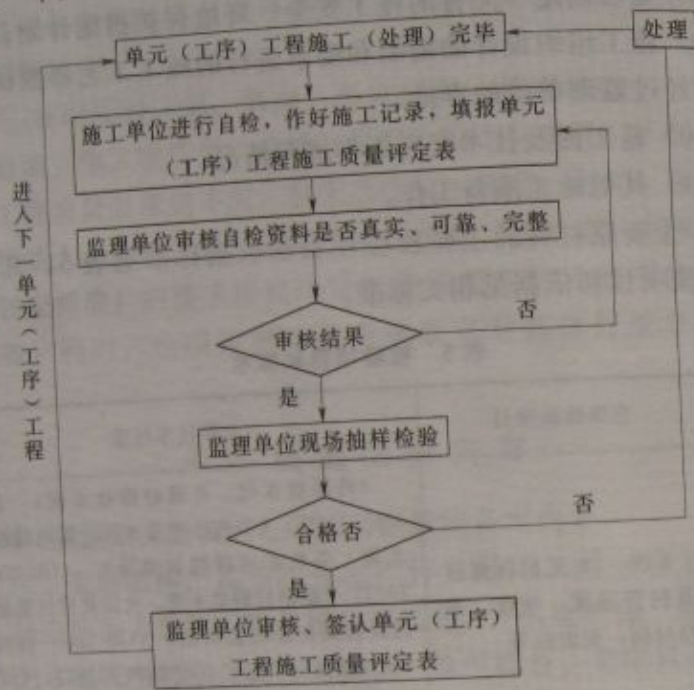 处理
单元（工序）工程施工（处理）完毕
施工单位进行自检，作好施工记录，填报单元
（工序）工程施工质量评定表
监理单位审核自检资料是否真实、可靠、完整
审核结果
否
是
监理单位现场抽样检验
合格否
否
是
监理单位审核、签认单元（工序）
工程施工质量评定表
进入下一单元（工序）工程